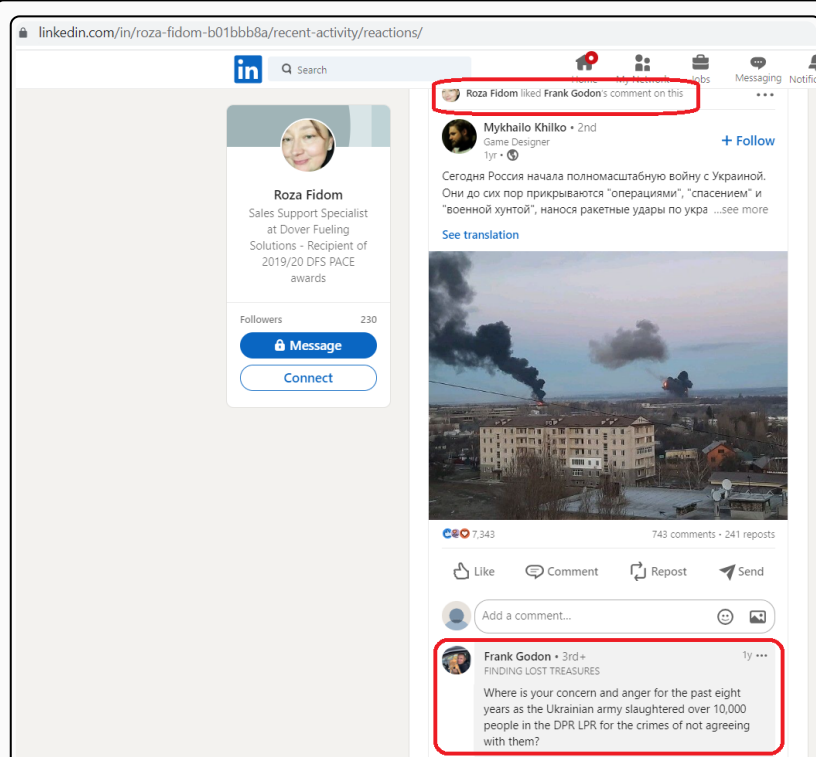 linkedin.com/in/roza-fidom-b01bbb8a/recent-activity/reactions/
in
Search
Home
My Network
Jobs
Messaging
Notific
Roza Fidom liked Frank Godon's comment on this
Roza Fidom
Sales Support Specialist
at Dover Fueling
Solutions - Recipient of
2019/20 DFS PACE
awards
Followers 230
Message
Connect
Mykhailo Khilko • 2nd
Game Designer
1yr •
+ Follow
Сегодня Россия начала полномасштабную войну с Украиной.
Они до сих пор прикрываются "операциями", "спасением" и
"военной хунтой", нанося ракетные удары по укра ...see more
See translation
7,343
743 comments • 241 reposts
Like
Comment
Repost
Send
Add a comment...
Frank Godon • 3rd+
1y
FINDING LOST TREASURES
Where is your concern and anger for the past eight
years as the Ukrainian army slaughtered over 10,000
people in the DPR LPR for the crimes of not agreeing
with them?